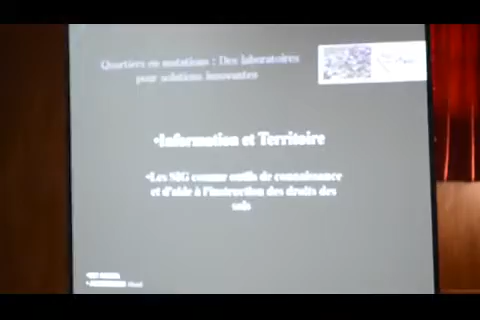 Quartiers en mutations : Des laboratoires
pour solutions innovantes
•Information et Territoire
•Les SIG comme outils de connaissance
et d'aide à l'instruction des droits des
sols